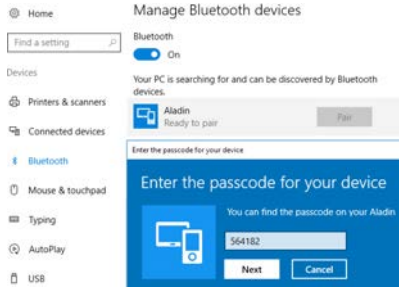 Home
Find a setting
Devices
Printers & scanners
Connected devices
Bluetooth
Mouse & touchpad
Typing
AutoPlay
USB
Manage Bluetooth devices
Bluetooth
On
Your PC is searching for and can be discovered by Bluetooth
devices.
Aladin
Ready to pair
Pair
Enter the passcode for your device
Enter the passcode for your device
You can find the passcode on your Aladin
564182
Next
Cancel